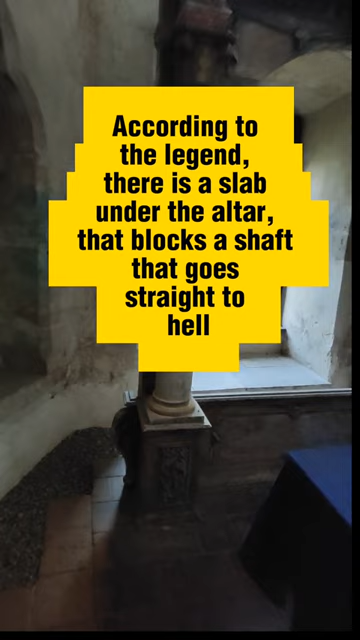 According to
the legend,
there is a slab
under the altar,
that blocks a shaft
that goes
straight to
hell